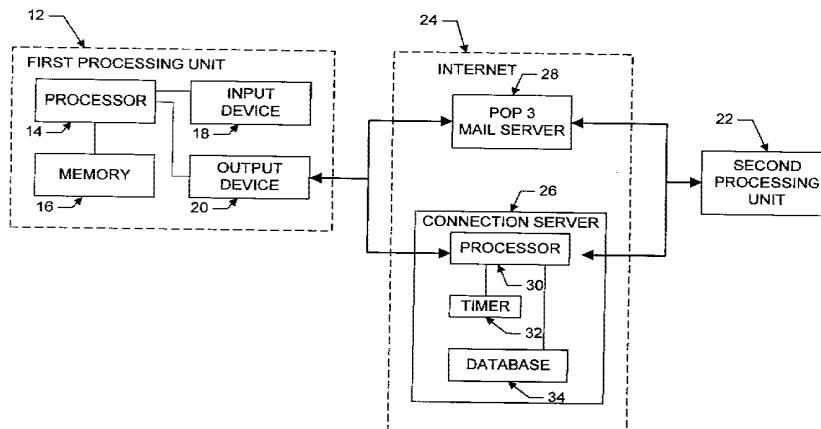 12
FIRST PROCESSING UNIT
PROCESSOR
14
INPUT
DEVICE
18
MEMORY
16
OUTPUT
DEVICE
20
24
INTERNET
28
POP 3
MAIL SERVER
26
CONNECTION SERVER
PROCESSOR
30
TIMER
32
DATABASE
34
22
SECOND
PROCESSING
UNIT